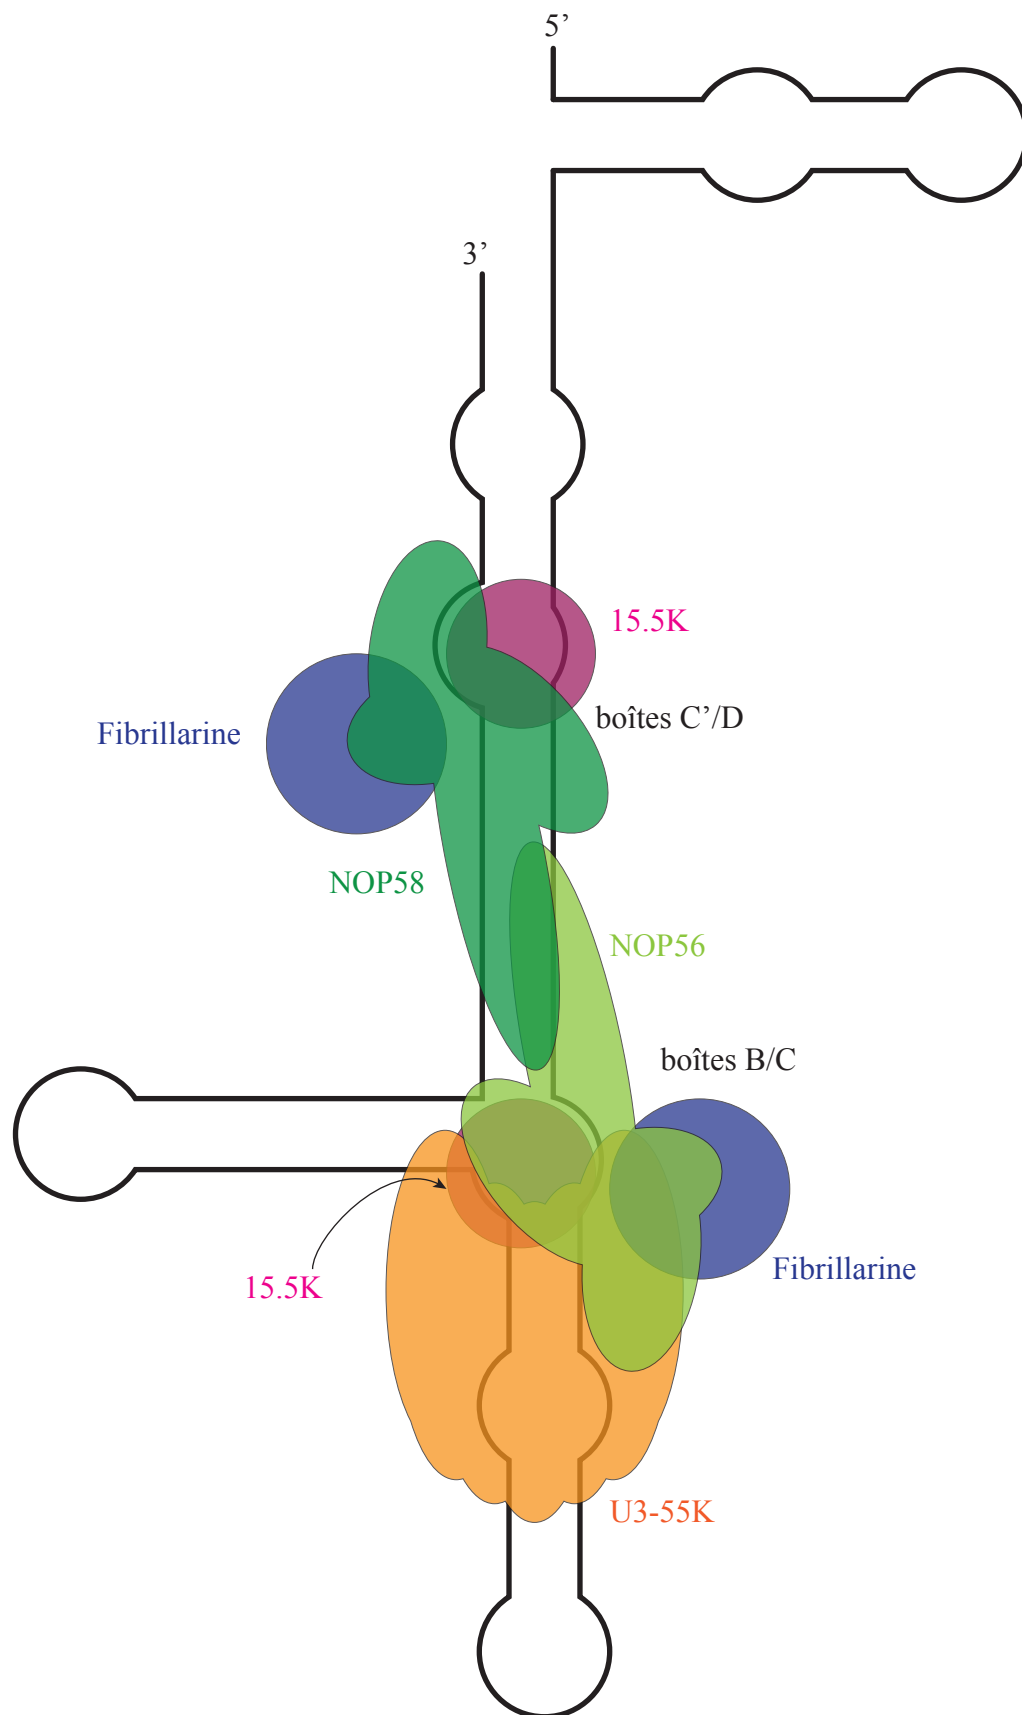 5’
3’
15.5K
boîtes C’/D
Fibrillarine
NOP58
NOP56
boîtes B/C
Fibrillarine
15.5K
U3-55K